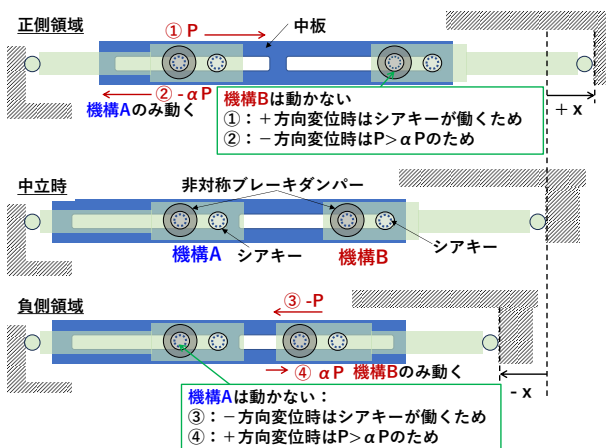 正側領域
① P
中板
② -αP
機構Aのみ動く
機構Bは動かない
①：＋方向変位時はシアキーが働くため
②：－方向変位時はP>αPのため
＋ x
中立時
非対称ブレーキダンパー
機構A
シアキー
機構B
シアキー
負側領域
③ -P
④ αP 機構Bのみ動く
- x
機構Aは動かない：
③：－方向変位時はシアキーが働くため
④：＋方向変位時はP>αPのため